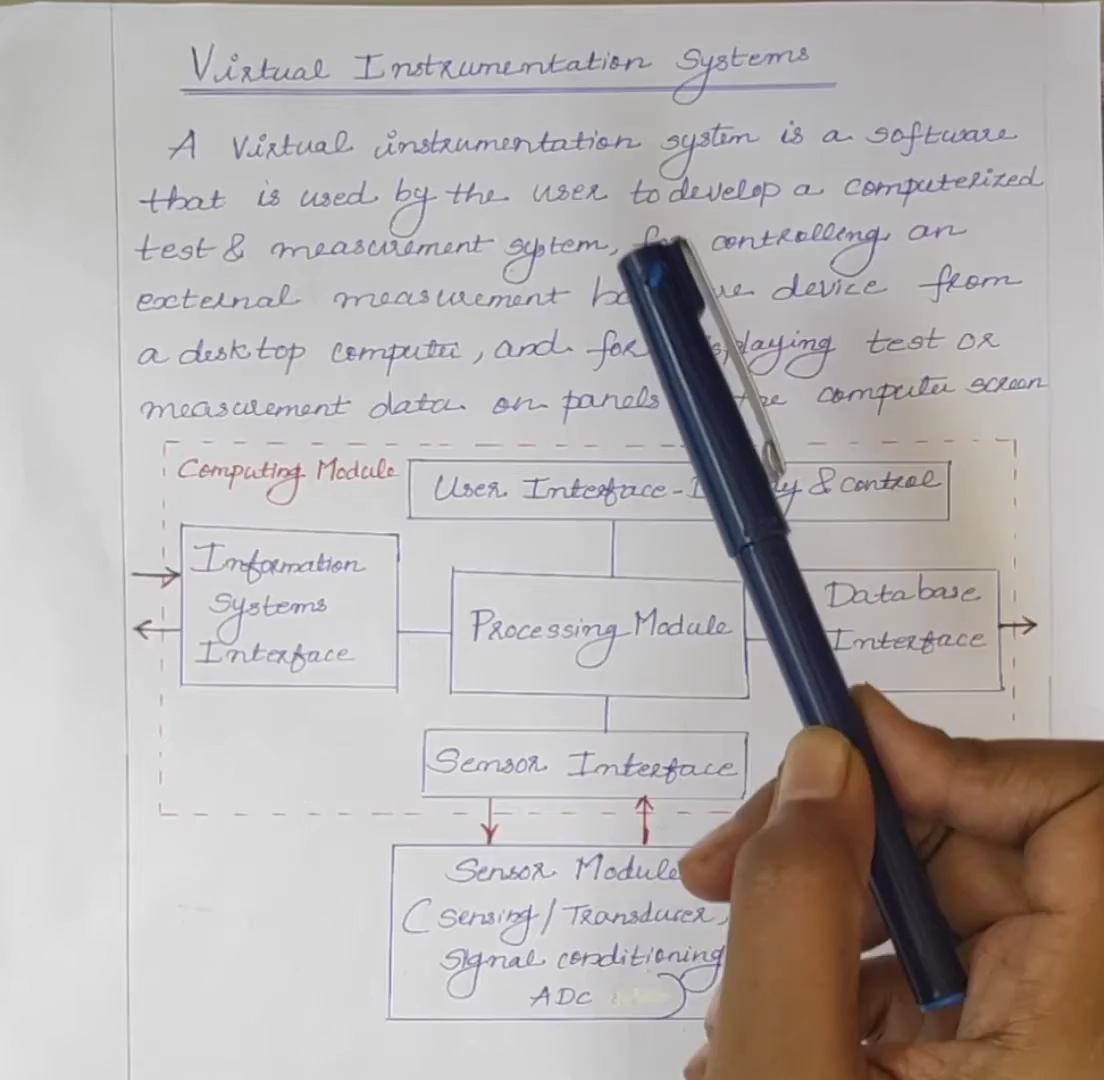 Virtual Instrumentation Systems
A Virtual instrumentation system is a software
that is used by the user to develop a computerized
test & measurement system, controlling an
external measurement device from
a desktop computer, and for test or
measurement data on panels computer screen
Computing Module
User Interface - & control
Information
Systems
Interface
Processing Module
Database
Interface
Sensor Interface
Sensor Module
(Sensing/Transducer,
Signal conditioning
ADC )